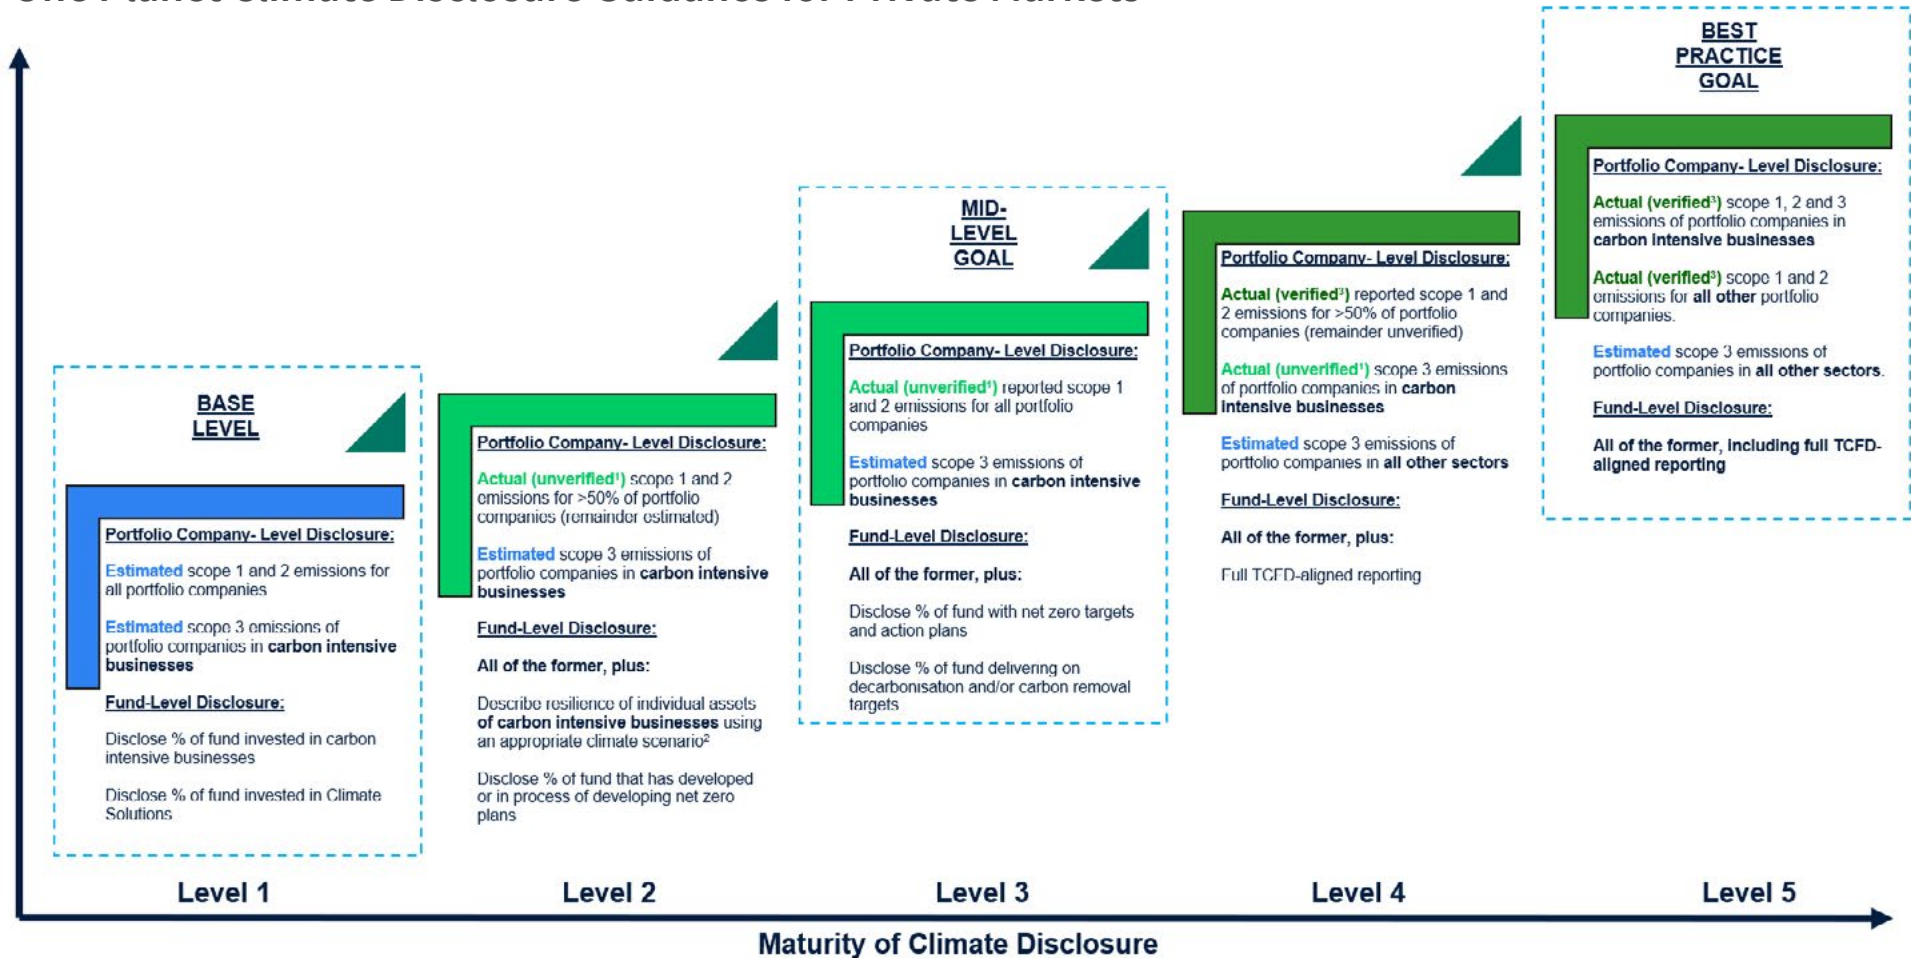 One Planet Climate Disclosure Guidance for Private Markets
BASE
LEVEL
Portfolio Company- Level Disclosure:
Estimated scope 1 and 2 emissions for
all portfolio companies
Estimated scope 3 emissions of
portfolio companies in carbon intensive
businesses
Fund-Level Disclosure:
Disclose % of fund invested in carbon
intensive businesses
Disclose % of fund invested in Climate
Solutions
Level 1
Portfolio Company- Level Disclosure:
Actual (unverified¹) scope 1 and 2
emissions for >50% of portfolio
companies (remainder estimated)
Estimated scope 3 emissions of
portfolio companies in carbon intensive
businesses
Fund-Level Disclosure:
All of the former, plus:
Describe resilience of individual assets
of carbon intensive businesses using
an appropriate climate scenario²
Disclose % of fund that has developed
or in process of developing net zero
plans
Level 2
MID-
LEVEL
GOAL
Portfolio Company- Level Disclosure:
Actual (unverified¹) reported scope 1
and 2 emissions for all portfolio
companies
Estimated scope 3 emissions of
portfolio companies in carbon intensive
businesses
Fund-Level Disclosure:
All of the former, plus:
Disclose % of fund with net zero targets
and action plans
Disclose % of fund delivering on
decarbonisation and/or carbon removal
targets
Level 3
Portfolio Company- Level Disclosure:
Actual (verified³) reported scope 1 and
2 emissions for >50% of portfolio
companies (remainder unverified)
Actual (unverified¹) scope 3 emissions
of portfolio companies in carbon
intensive businesses
Estimated scope 3 emissions of
portfolio companies in all other sectors
Fund-Level Disclosure:
All of the former, plus:
Full TCFD-aligned reporting
Level 4
BEST
PRACTICE
GOAL
Portfolio Company- Level Disclosure:
Actual (verified³) scope 1, 2 and 3
emissions of portfolio companies in
carbon intensive businesses
Actual (verified³) scope 1 and 2
emissions for all other portfolio
companies.
Estimated scope 3 emissions of
portfolio companies in all other sectors.
Fund-Level Disclosure:
All of the former, including full TCFD-
aligned reporting
Level 5
Maturity of Climate Disclosure